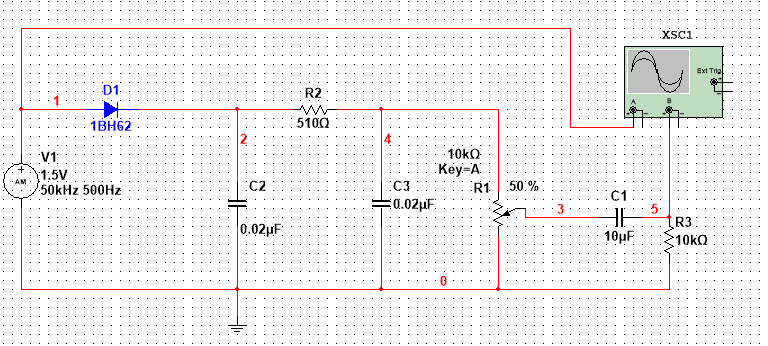 XSC1
Ext Trig
+
-
A
B
+ - + -
D1
1
1BH62
R2
510Ω
2
4
V1
+
AM
1.5V
50kHz 500Hz
C2
0.02µF
C3
0.02µF
10kΩ
Key=A
R1
50 %
3
C1
10µF
5
R3
10kΩ
0